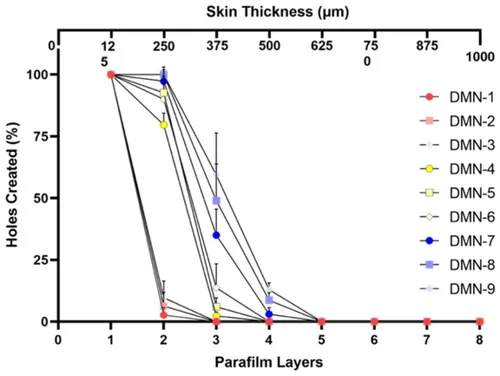 Skin Thickness (µm)
0 12 250 375 500 625 75 875 1000
5 0
100
75
50
25
0
Holes Created (%)
0 1 2 3 4 5 6 7 8
Parafilm Layers
DMN-1
DMN-2
DMN-3
DMN-4
DMN-5
DMN-6
DMN-7
DMN-8
DMN-9